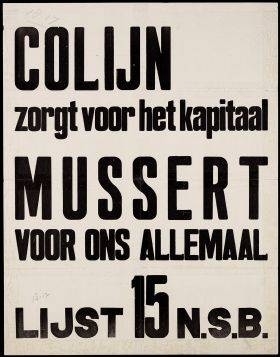 COLIJN
zorgt voor het kapitaal
MUSSERT
VOOR ONS ALLEMAAL
LIJST 15 N.S.B.